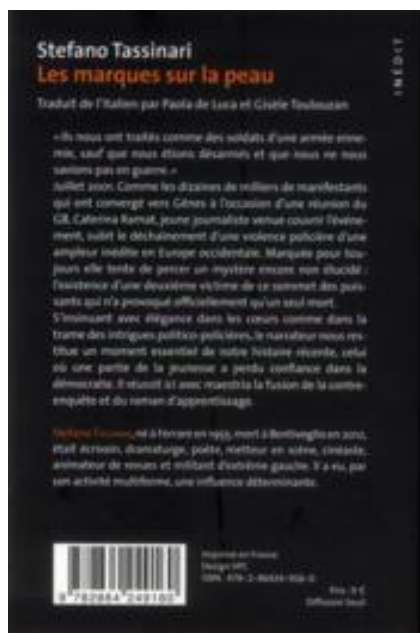 INÉDIT
Stefano Tassinari
Les marques sur la peau
Traduit de l'italien par Paola de Luca et Gisèle Toulouzan
« Ils nous ont traités comme des soldats d'une armée enne-
mie, sauf que nous étions désarmés et que nous ne nous
savions pas en guerre. »
Juillet 2001. Comme les dizaines de milliers de manifestants
qui ont convergé vers Gênes à l'occasion d'une réunion du
G8, Caterina Ramat, jeune journaliste venue couvrir l'événe-
ment, subit le déchaînement d'une violence policière d'une
ampleur inédite en Europe occidentale. Marquée pour tou-
jours elle tente de percer un mystère encore non élucidé :
l'existence d'une deuxième victime de ce sommet des puis-
sants qui n'a provoqué officiellement qu'un seul mort.
S'insinuant avec élégance dans les cœurs comme dans la
trame des intrigues politico-policières, le narrateur nous res-
titue un moment essentiel de notre histoire récente, celui
où une partie de la jeunesse a perdu confiance dans la
démocratie. Il réussit ici avec maestria la fusion de la contre-
enquête et du roman d'apprentissage.
Stefano Tassinari, né à Ferrare en 1955, mort à Bentivoglio en 2012,
était écrivain, dramaturge, poète, metteur en scène, cinéaste,
animateur de revues et militant d'extrême gauche. Il a eu, par
son activité multiforme, une influence déterminante.
Imprimé en France
Design VPC
ISBN
Prix : 9 €
Diffusion Seuil